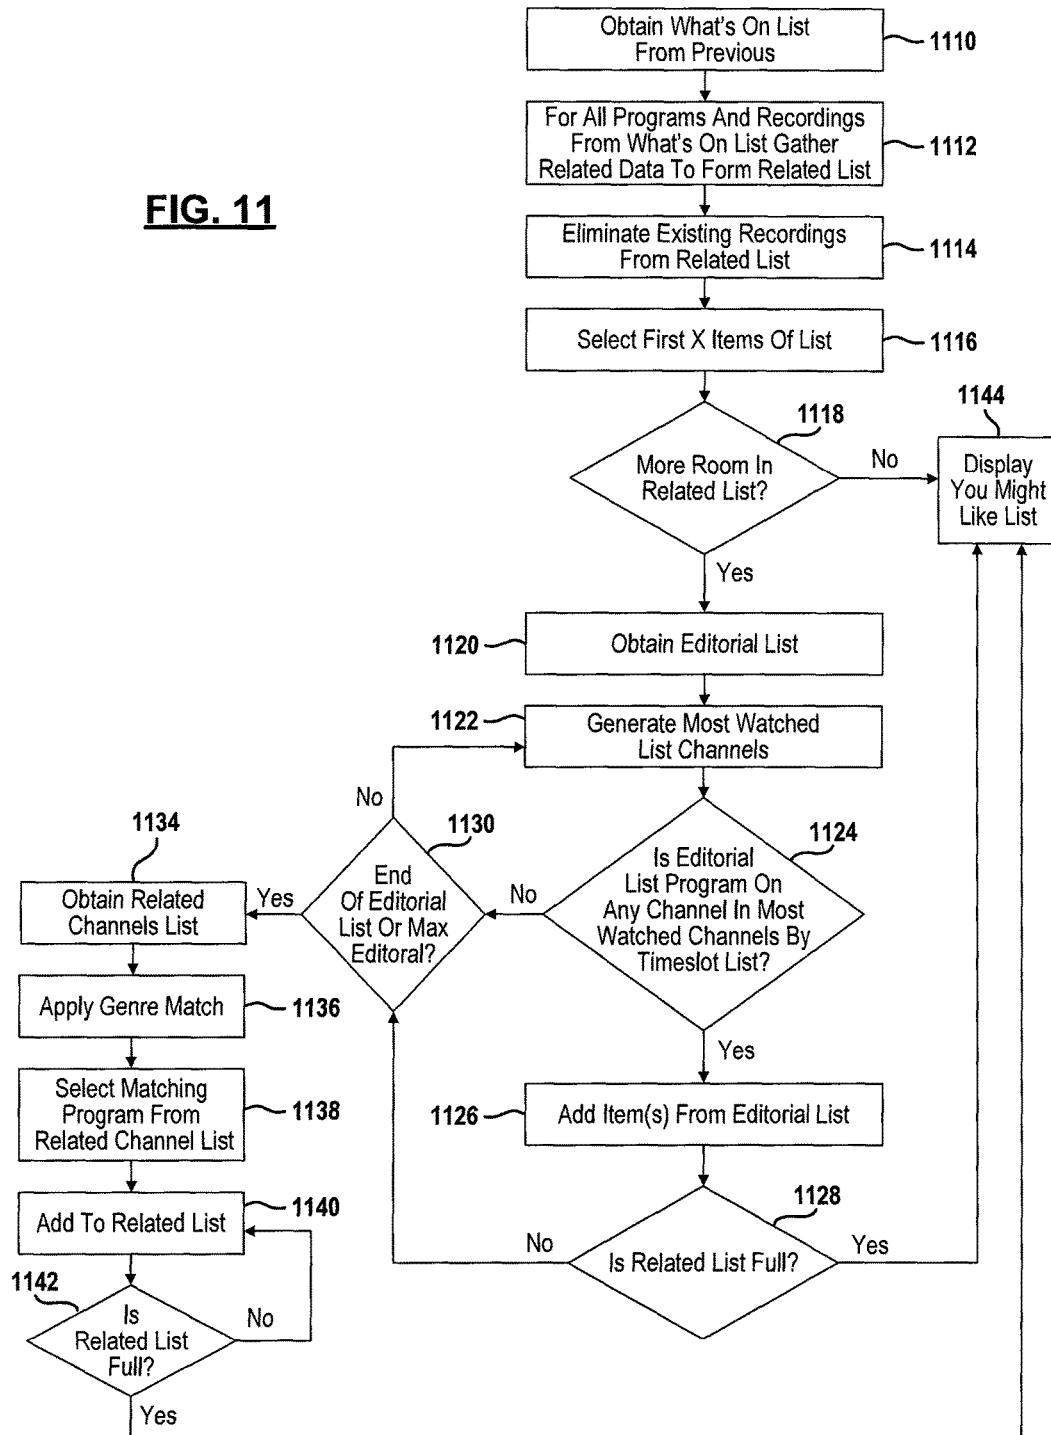 Obtain What's On List
From Previous
1110
For All Programs And Recordings
From What's On List Gather
Related Data To Form Related List
1112
FIG. 11
Eliminate Existing Recordings
From Related List
1114
Select First X Items Of List
1116
1118
1144
More Room In
Related List?
No
Display
You Might
Like List
Yes
1120
Obtain Editorial List
1122
Generate Most Watched
List Channels
No
1134
1130
1124
Obtain Related
Channels List
Yes
End
Of Editorial
List Or Max
Editoral?
No
Is Editorial
List Program On
Any Channel In Most
Watched Channels By
Timeslot List?
Apply Genre Match
1136
Yes
Select Matching
Program From
Related Channel List
1138
1126
Add Item(s) From Editorial List
Add To Related List
1140
1128
No
Is Related List Full?
Yes
1142
Is
Related List
Full?
No
Yes